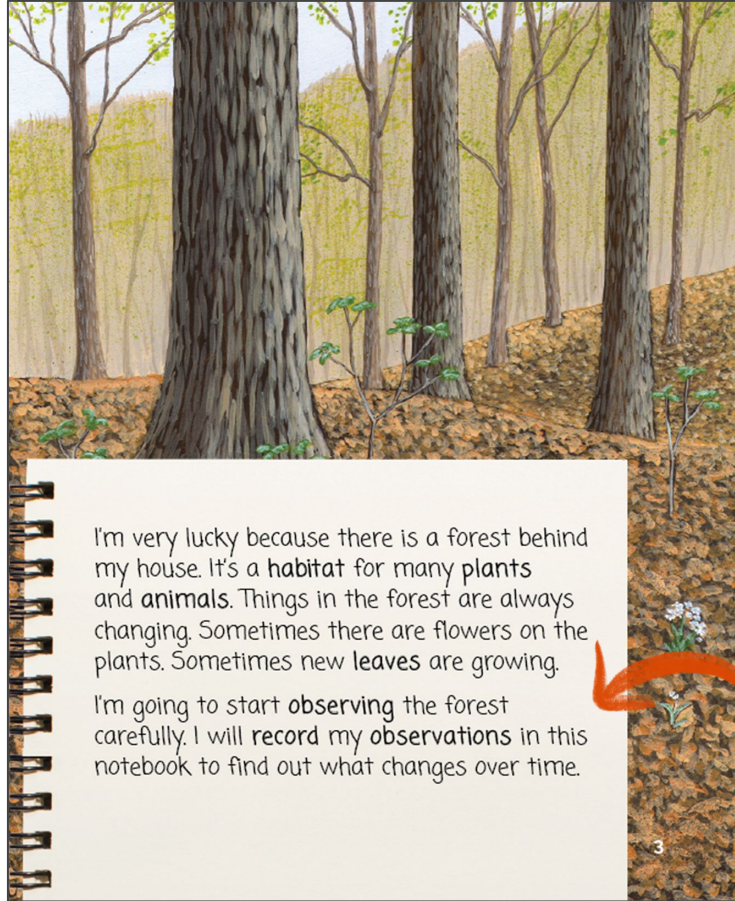 I'm very lucky because there is a forest behind
my house. It's a habitat for many plants
and animals. Things in the forest are always
changing. Sometimes there are flowers on the
plants. Sometimes new leaves are growing.
I'm going to start observing the forest
carefully. I will record my observations in this
notebook to find out what changes over time.
3